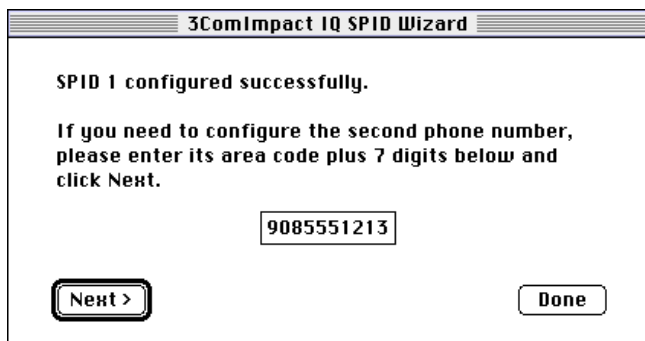 3ComImpact IQ SPID Wizard
SPID 1 configured successfully.
If you need to configure the second phone number,
please enter its area code plus 7 digits below and
click Next.
9085551213
Next >
Done